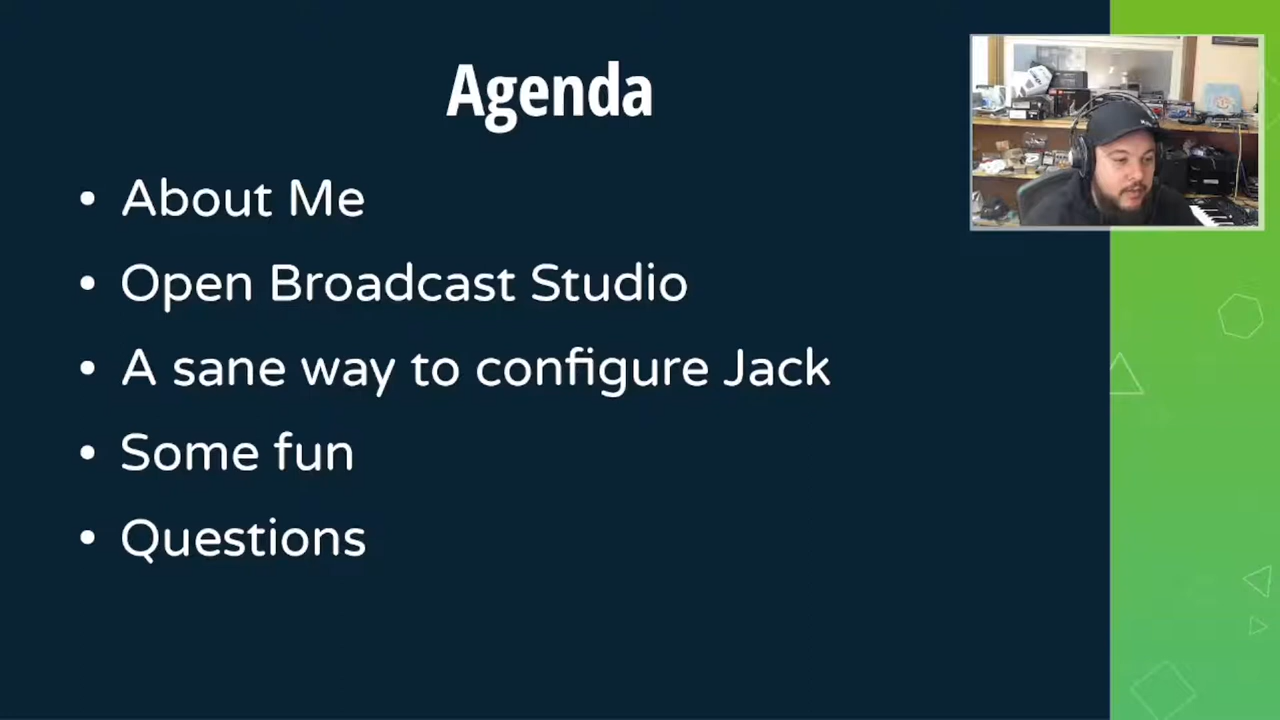 Agenda
• About Me
• Open Broadcast Studio
• A sane way to configure Jack
• Some fun
• Questions